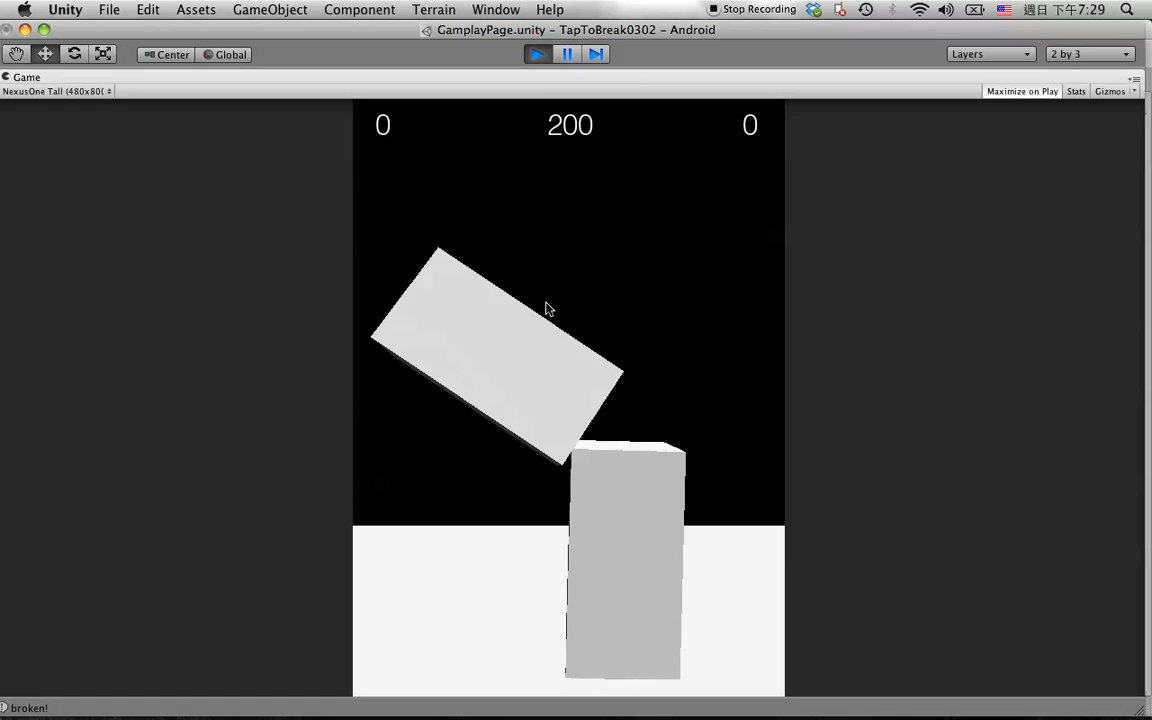 Unity File Edit Assets GameObject Component Terrain Window Help Stop Recording 週日 下午7:29
GamplayPage.unity - TapToBreak0302 - Android
Center Global Layers 2 by 3
Game
NexusOne Tall (480x80( Maximize on Play Stats Gizmos
0 200 0
broken!